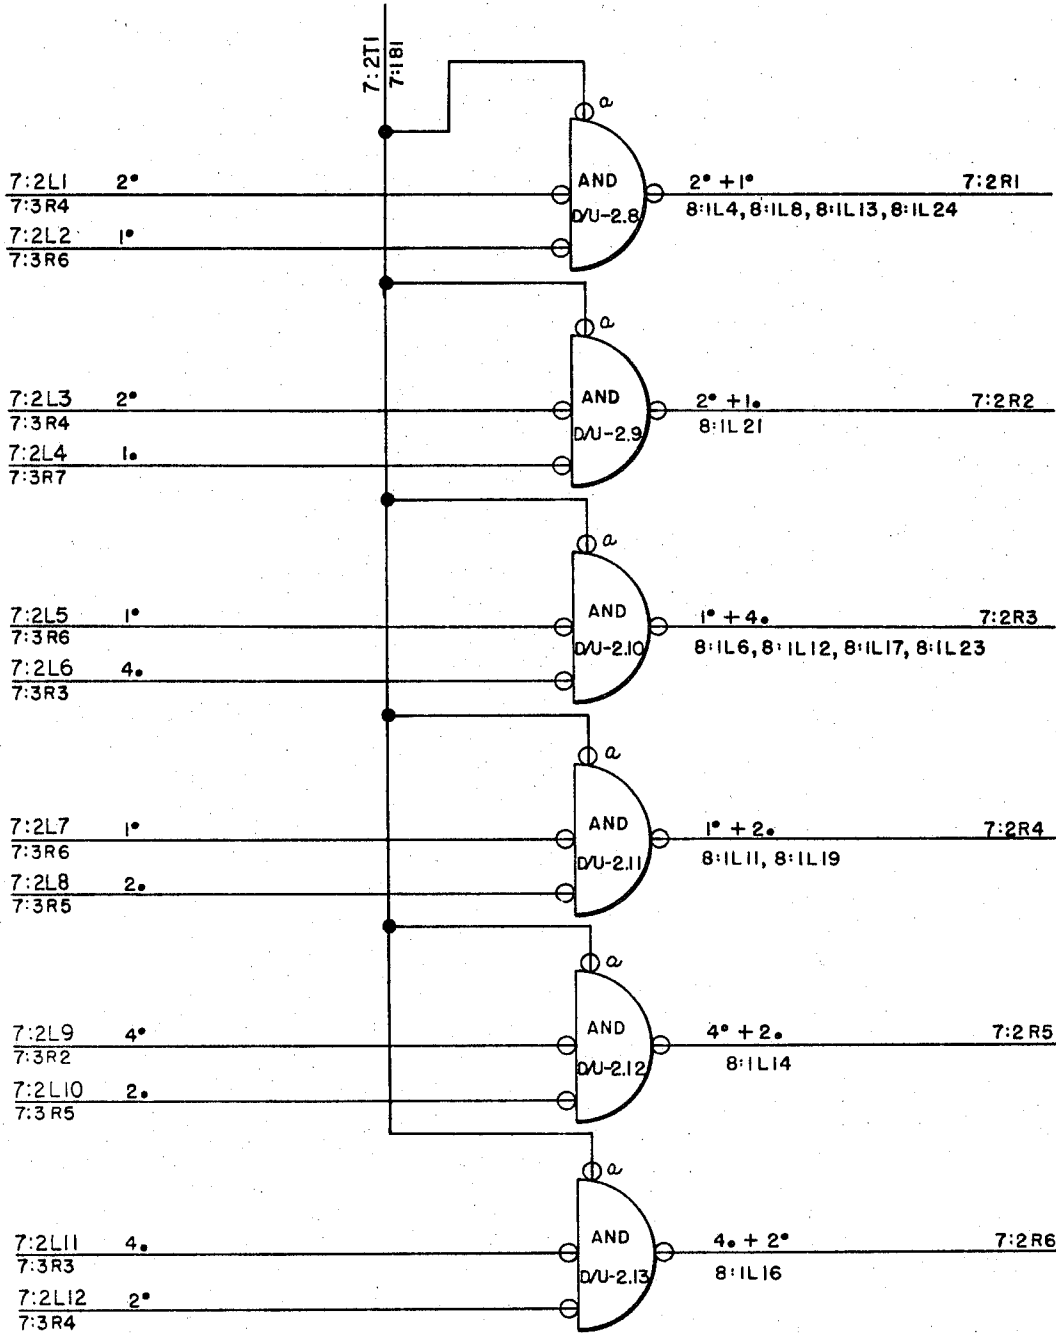 7:2T1
7:1B1
a
7:2L1 2•
7:3R4
7:2L2 1•
7:3R6
AND
D/U-2.8
2• + 1• 7:2R1
8:1L4, 8:1L8, 8:1L13, 8:1L24
a
7:2L3 2•
7:3R4
7:2L4 1.
7:3R7
AND
D/U-2.9
2• + 1. 7:2R2
8:1L21
a
7:2L5 1•
7:3R6
7:2L6 4.
7:3R3
AND
D/U-2.10
1• + 4. 7:2R3
8:1L6, 8:1L12, 8:1L17, 8:1L23
a
7:2L7 1•
7:3R6
7:2L8 2.
7:3R5
AND
D/U-2.11
1• + 2. 7:2R4
8:1L11, 8:1L19
a
7:2L9 4•
7:3R2
7:2L10 2.
7:3R5
AND
D/U-2.12
4• + 2. 7:2R5
8:1L14
a
7:2L11 4.
7:3R3
7:2L12 2•
7:3R4
AND
D/U-2.13
4. + 2• 7:2R6
8:1L16